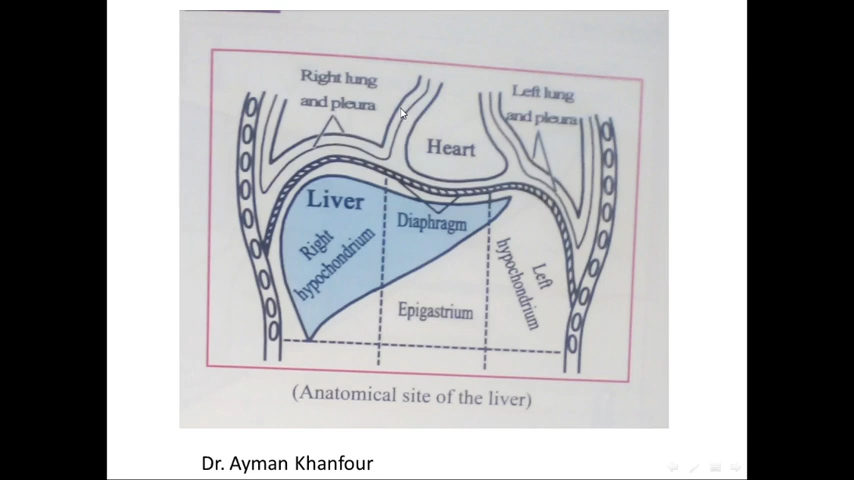 Right lung
and pleura
Left lung
and pleura
Heart
Liver
Diaphragm
Right
hypochondrium
Left
hypochondrium
Epigastrium
(Anatomical site of the liver)
Dr. Ayman Khanfour